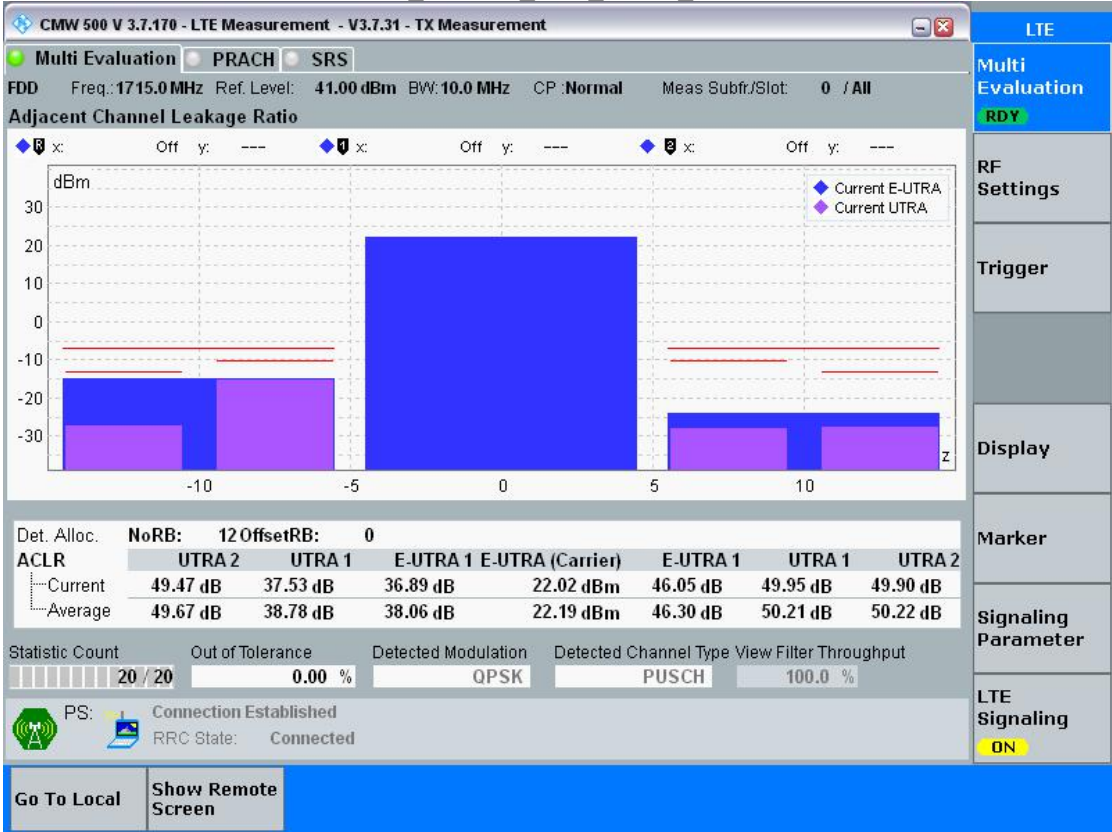 CMW 500 V 3.7.170 - LTE Measurement - V3.7.31 - TX Measurement
LTE
Multi Evaluation PRACH SRS
Multi
Evaluation
RDY
FDD Freq.: 1715.0 MHz Ref. Level: 41.00 dBm BW: 10.0 MHz CP : Normal Meas Subfr./Slot: 0 / All
Adjacent Channel Leakage Ratio
R x: Off y: --- 1 x: Off y: --- 2 x: Off y: ---
dBm
Current E-UTRA
Current UTRA
30
20
10
0
-10
-20
-30
z
-10 -5 0 5 10
RF
Settings
Trigger
Display
Marker
Signaling
Parameter
LTE
Signaling
ON
Det. Alloc. NoRB: 12 OffsetRB: 0
ACLR UTRA 2 UTRA 1 E-UTRA 1 E-UTRA (Carrier) E-UTRA 1 UTRA 1 UTRA 2
Current 49.47 dB 37.53 dB 36.89 dB 22.02 dBm 46.05 dB 49.95 dB 49.90 dB
Average 49.67 dB 38.78 dB 38.06 dB 22.19 dBm 46.30 dB 50.21 dB 50.22 dB
Statistic Count Out of Tolerance Detected Modulation Detected Channel Type View Filter Throughput
20 / 20 0.00 % QPSK PUSCH 100.0 %
PS: Connection Established
RRC State: Connected
Go To Local
Show Remote
Screen